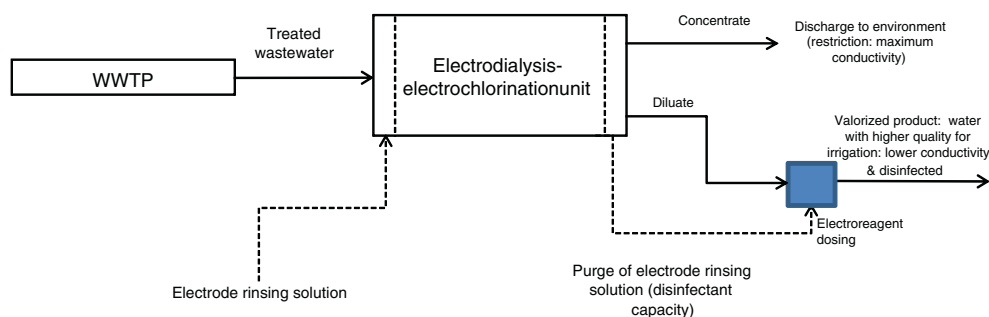 Treated
wastewater
WWTP
Electrodialysis-
electrochlorinationunit
Concentrate
Discharge to environment
(restriction: maximum
conductivity)
Diluate
Valorized product: water
with higher quality for
irrigation: lower conductivity
& disinfected
Electroreagent
dosing
Electrode rinsing solution
Purge of electrode rinsing
solution (disinfectant
capacity)